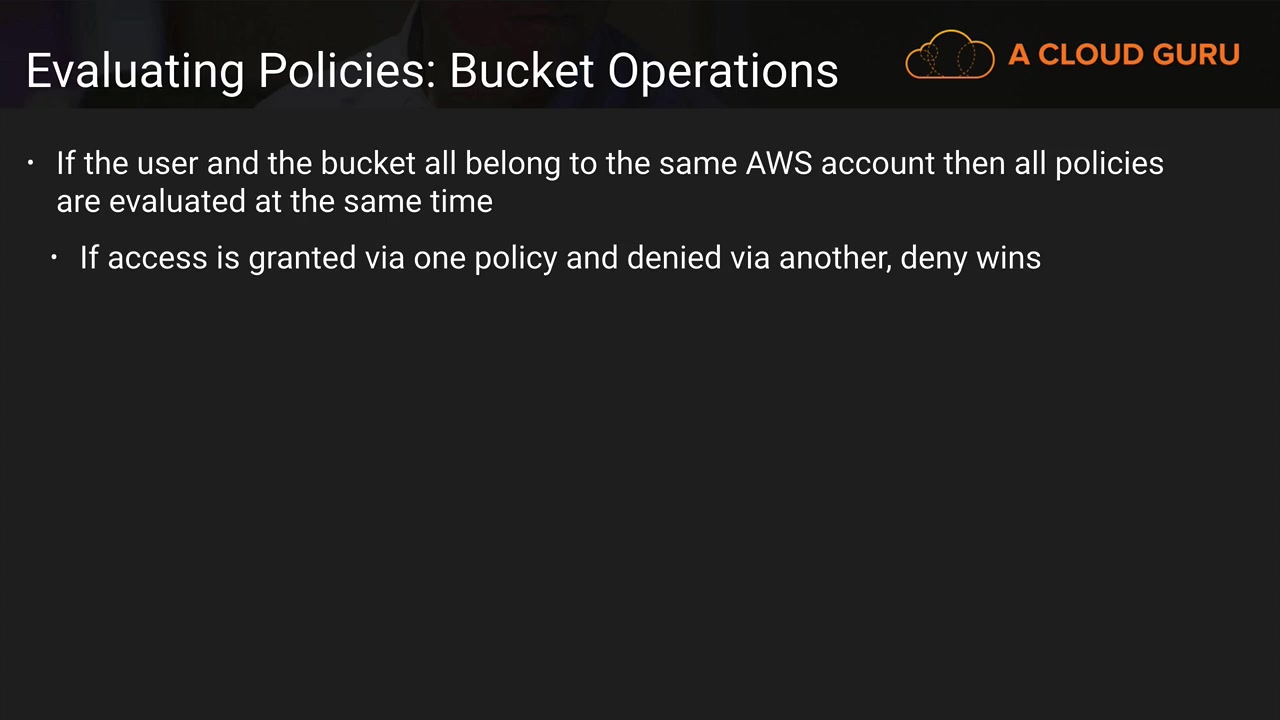 Evaluating Policies: Bucket Operations
A CLOUD GURU
• If the user and the bucket all belong to the same AWS account then all policies
are evaluated at the same time
• If access is granted via one policy and denied via another, deny wins